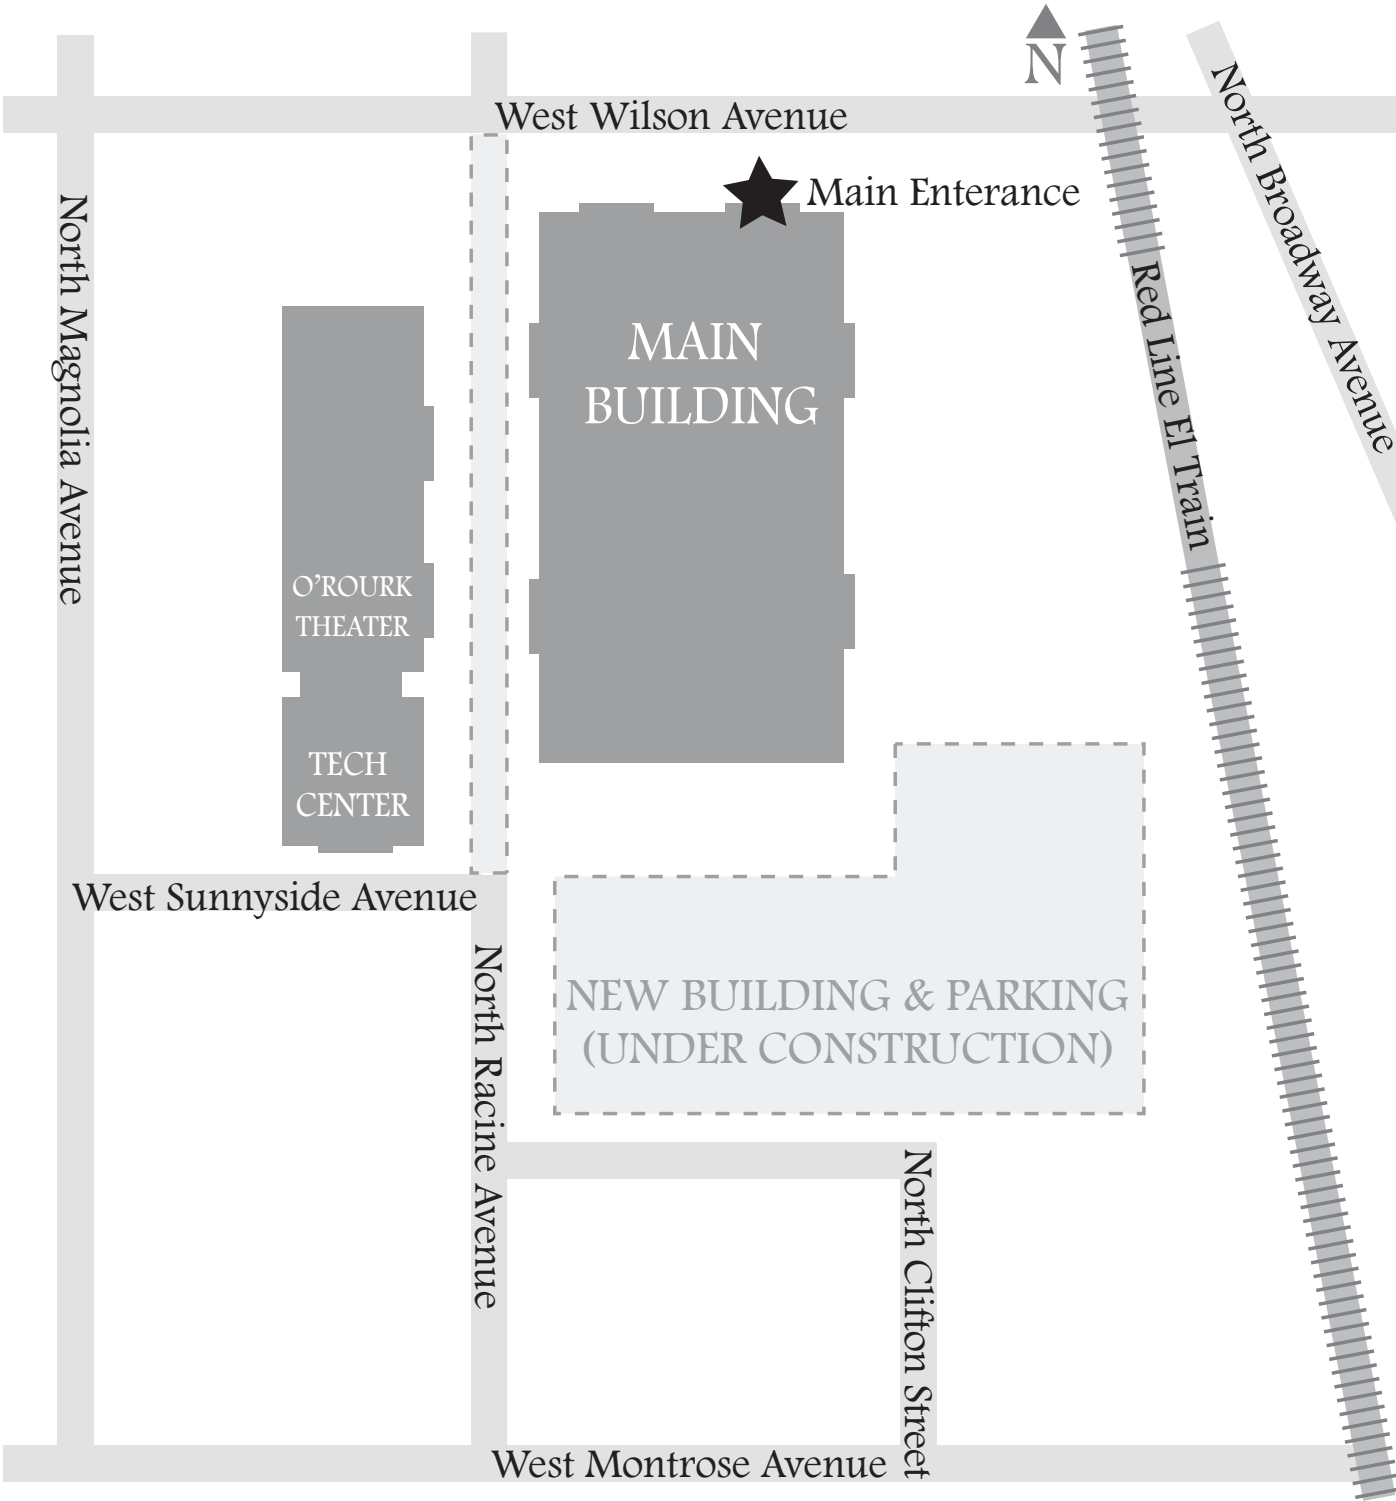 N
West Wilson Avenue
Main Enterance
North Magnolia Avenue
North Broadway Avenue
Red Line El Train
MAIN
BUILDING
O’ROURK
THEATER
TECH
CENTER
West Sunnyside Avenue
North Racine Avenue
NEW BUILDING & PARKING
(UNDER CONSTRUCTION)
North Clifton Street
West Montrose Avenue